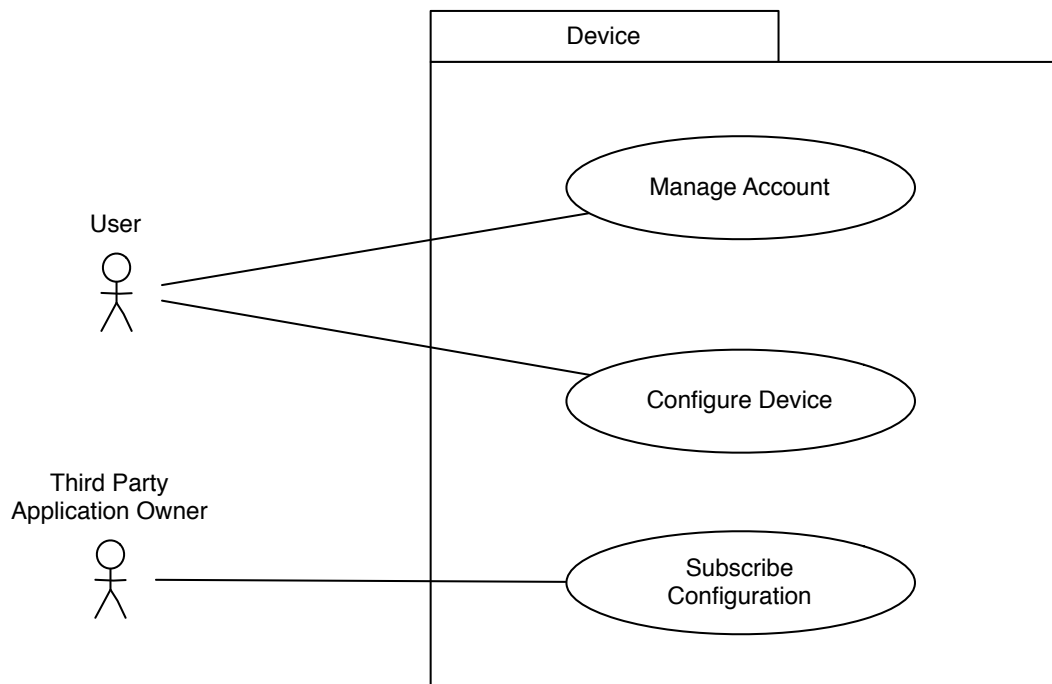 Device
Manage Account
User
Configure Device
Third Party
Application Owner
Subscribe
Configuration